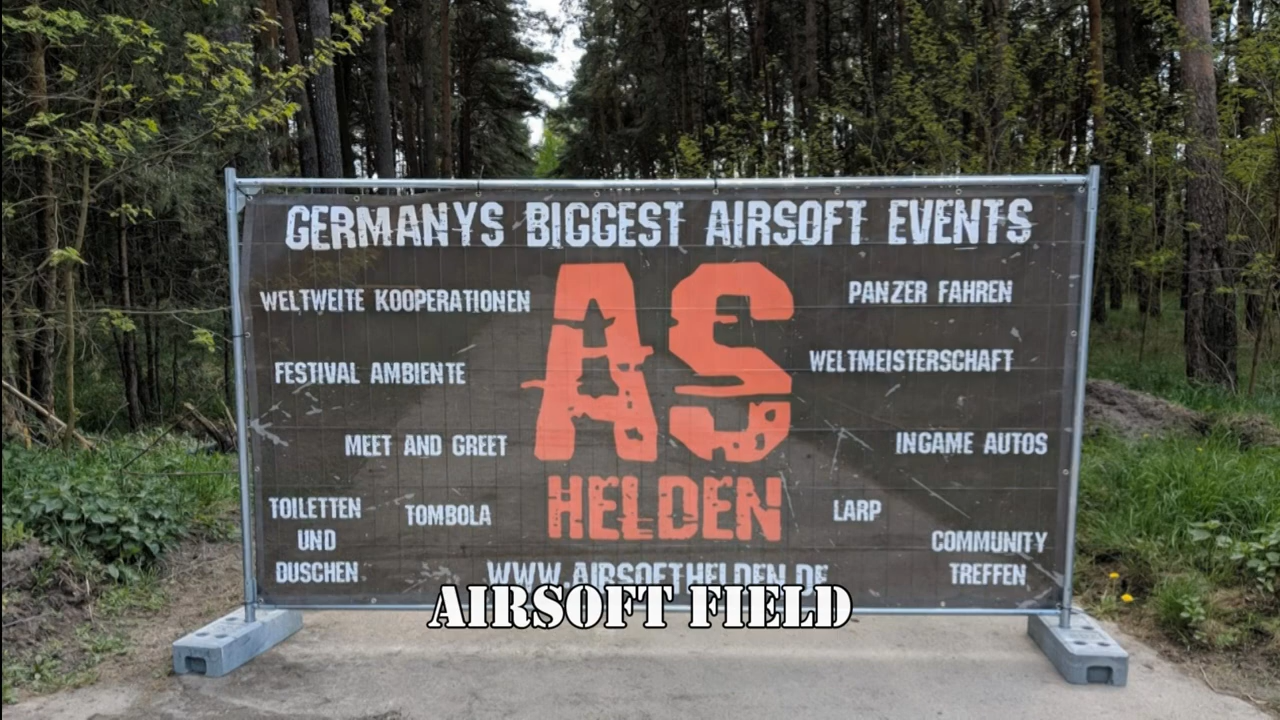 GERMANYS BIGGEST AIRSOFT EVENTS
WELTWEITE KOOPERATIONEN
FESTIVAL AMBIENTE
MEET AND GREET
TOILETTEN
UND
DUSCHEN
TOMBOLA
AS
HELDEN
WWW.AIRSOFTHELDEN.DE
PANZER FAHREN
WELTMEISTERSCHAFT
INGAME AUTOS
LARP
COMMUNITY
TREFFEN
AIRSOFT FIELD